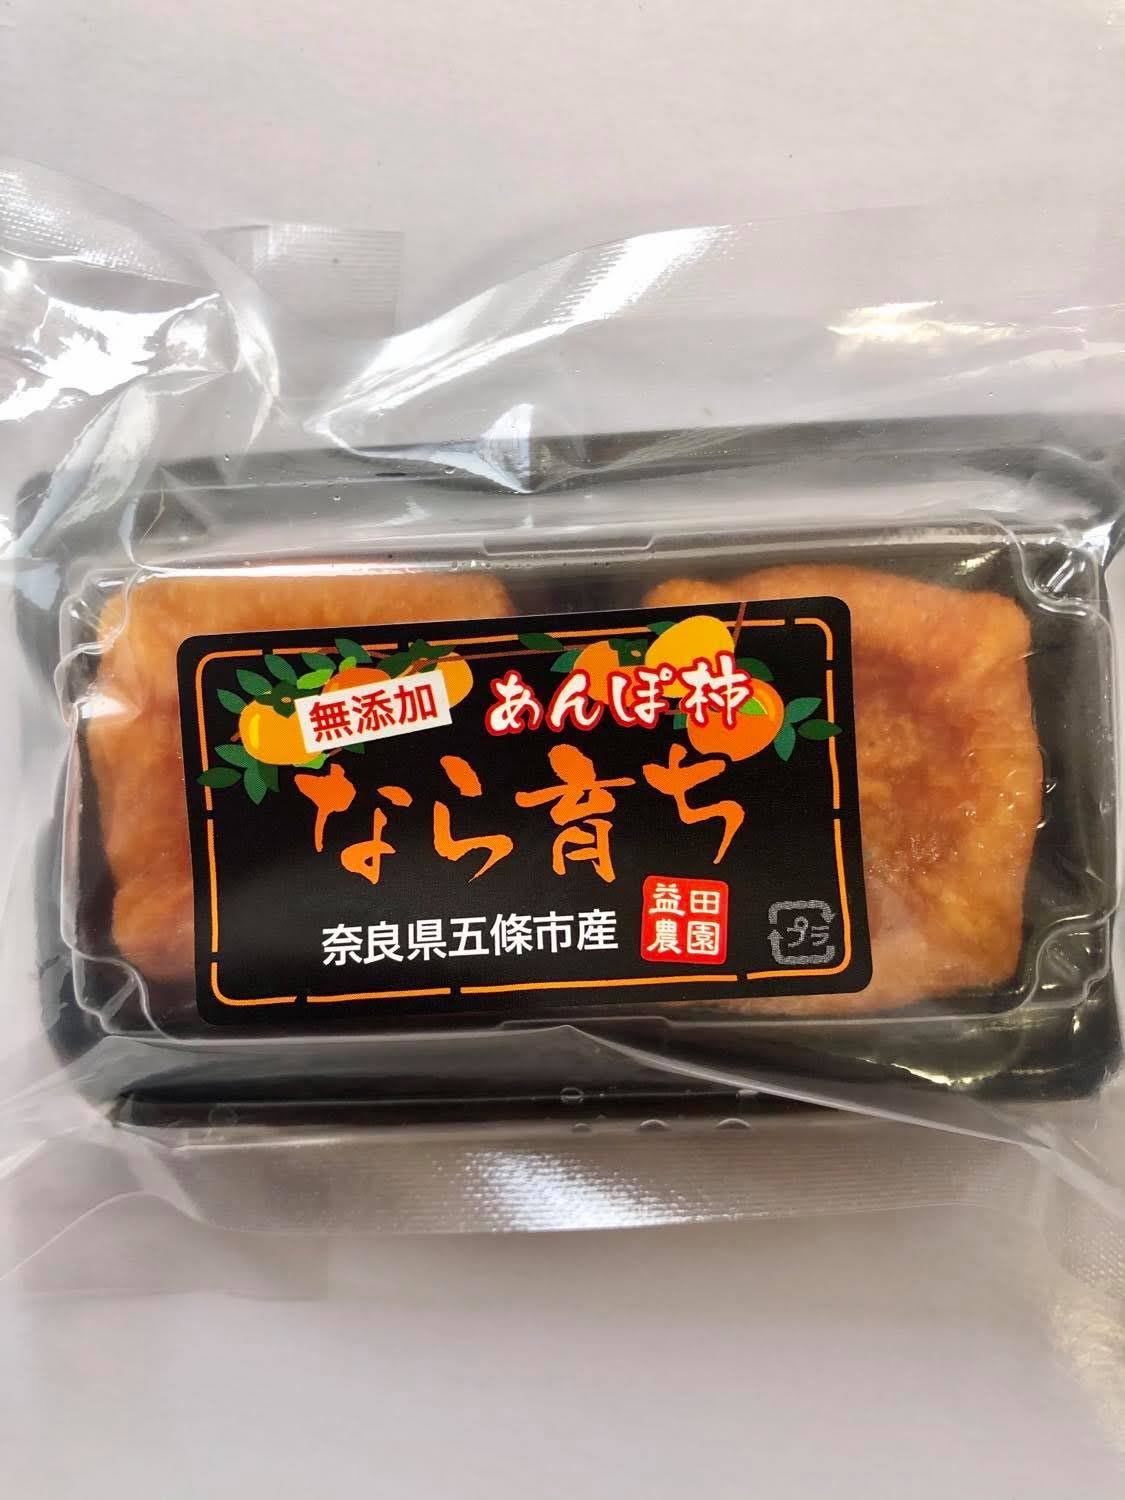 無添加
あんぽ柿
なら育ち
奈良県五條市産
益田
農園
プラ